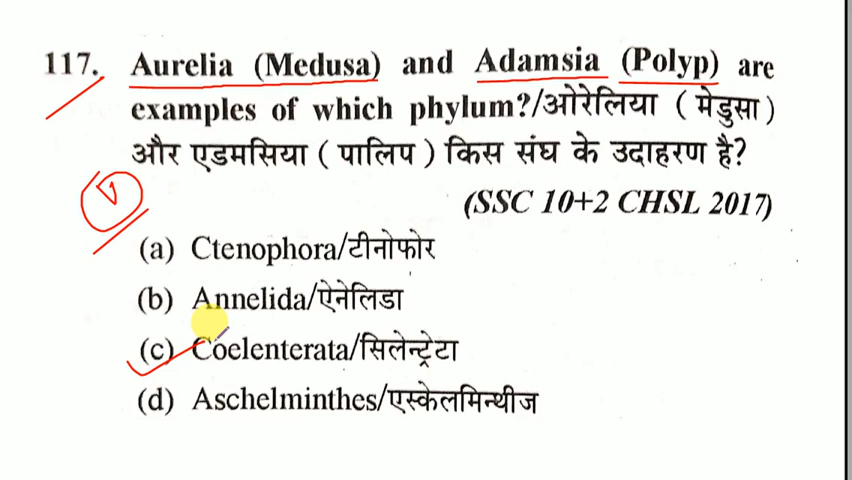 117. Aurelia (Medusa) and Adamsia (Polyp) are
examples of which phylum?/ओरेलिया ( मेडुसा )
और एडमसिया ( पालिप ) किस संघ के उदाहरण है?
(SSC 10+2 CHSL 2017)
(a) Ctenophora/टीनोफोर
(b) Annelida/ऐनेलिडा
(c) Coelenterata/सिलेन्ट्रेटा
(d) Aschelminthes/एस्केलमिन्थीज